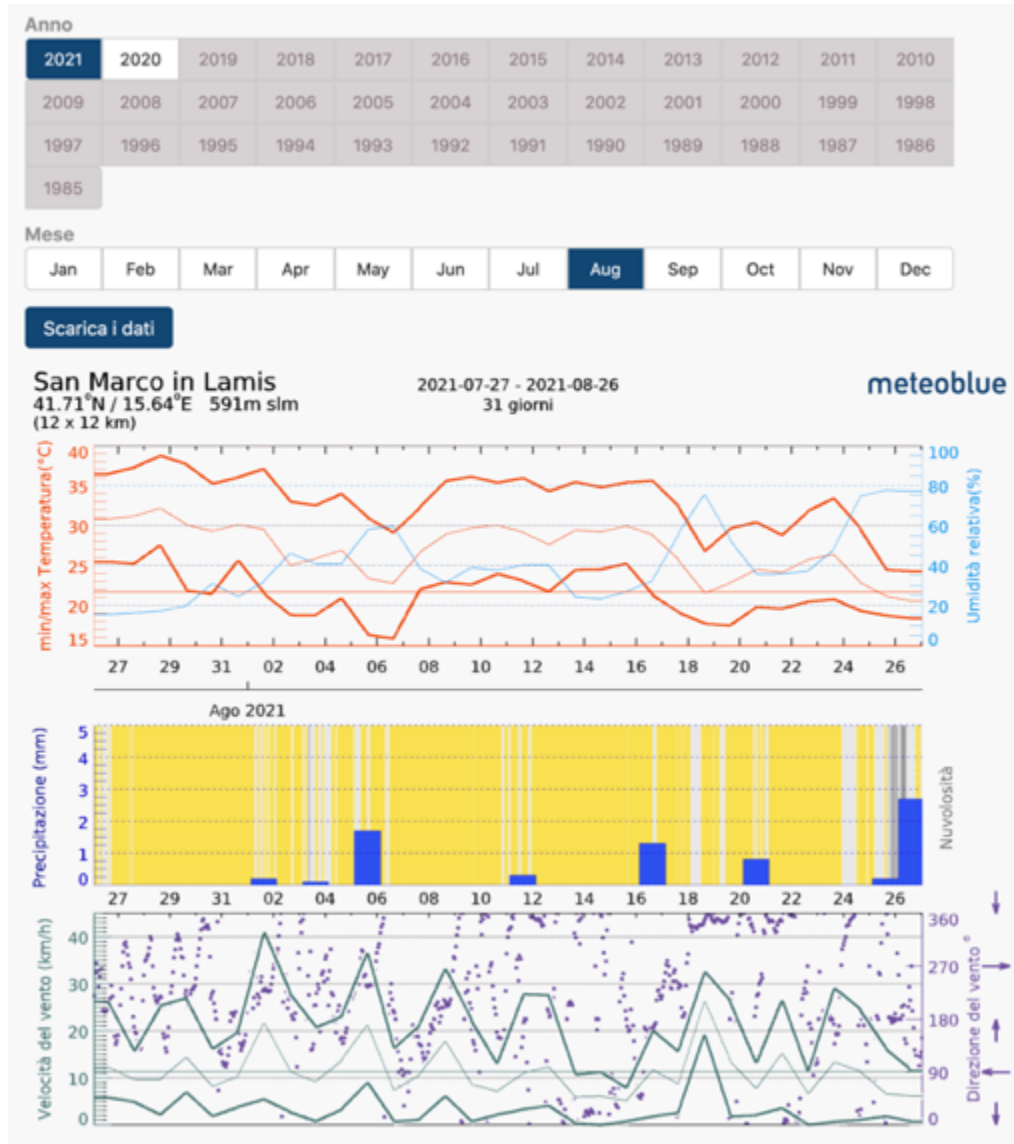 Anno
2021 2020 2019 2018 2017 2016 2015 2014 2013 2012 2011 2010
2009 2008 2007 2006 2005 2004 2003 2002 2001 2000 1999 1998
1997 1996 1995 1994 1993 1992 1991 1990 1989 1988 1987 1986
1985
Mese
Jan Feb Mar Apr May Jun Jul Aug Sep Oct Nov Dec
Scarica i dati
San Marco in Lamis
41.71°N / 15.64°E 591m slm
(12 x 12 km)
2021-07-27 - 2021-08-26
31 giorni
meteoblue
min/max Temperatura(°C)
40
35
30
25
20
15
100
80
60
40
20
0
Umidità relativa(%)
27 29 31 02 04 06 08 10 12 14 16 18 20 22 24 26
Ago 2021
Precipitazione (mm)
5
4
3
2
1
0
Nuvolosità
27 29 31 02 04 06 08 10 12 14 16 18 20 22 24 26
Velocità del vento (km/h)
40
30
20
10
0
360
270
180
90
0
Direzione del vento °